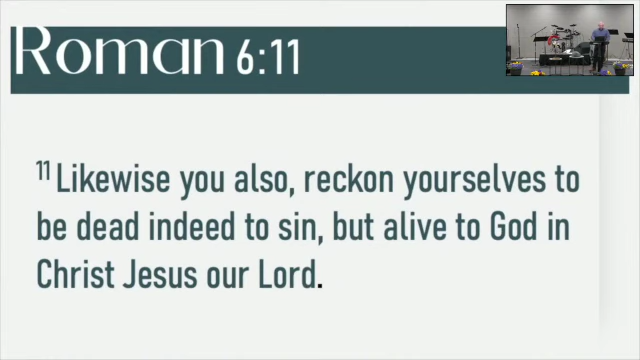 Roman 6:11
11 Likewise you also, reckon yourselves to
be dead indeed to sin, but alive to God in
Christ Jesus our Lord.